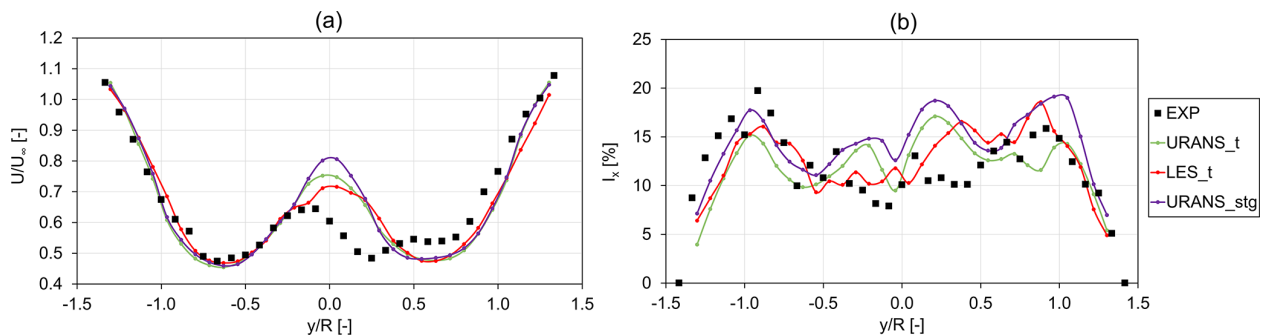 (a)
1.2
1.1
1.0
0.9
0.8
0.7
0.6
0.5
0.4
U/U∞ [-]
-1.5 -1.0 -0.5 0.0 0.5 1.0 1.5
y/R [-]
(b)
25
20
15
10
5
0
Ix [%]
-1.5 -1.0 -0.5 0.0 0.5 1.0 1.5
y/R [-]
EXP
URANS_t
LES_t
URANS_stg